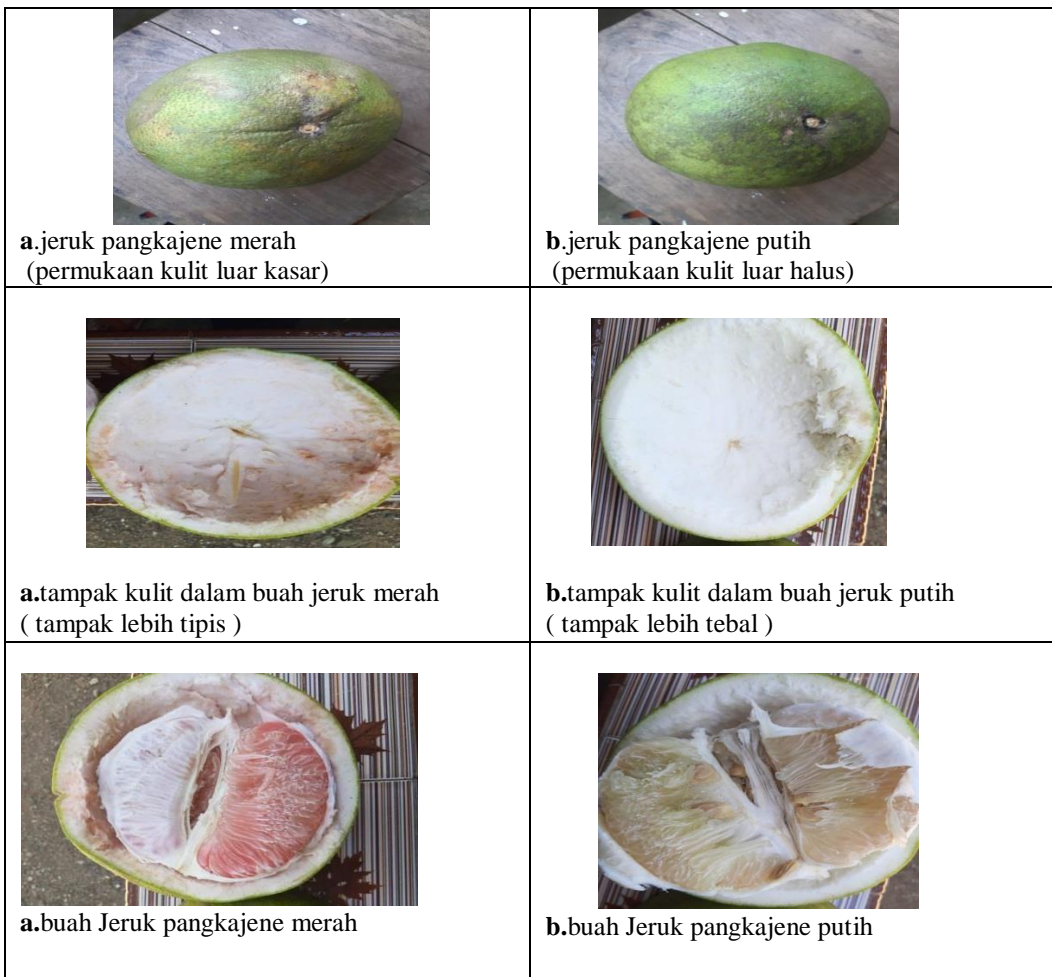 a.jeruk pangkajene merah
(permukaan kulit luar kasar)
b.jeruk pangkajene putih
(permukaan kulit luar halus)
a.tampak kulit dalam buah jeruk merah
( tampak lebih tipis )
b.tampak kulit dalam buah jeruk putih
( tampak lebih tebal )
a.buah Jeruk pangkajene merah
b.buah Jeruk pangkajene putih